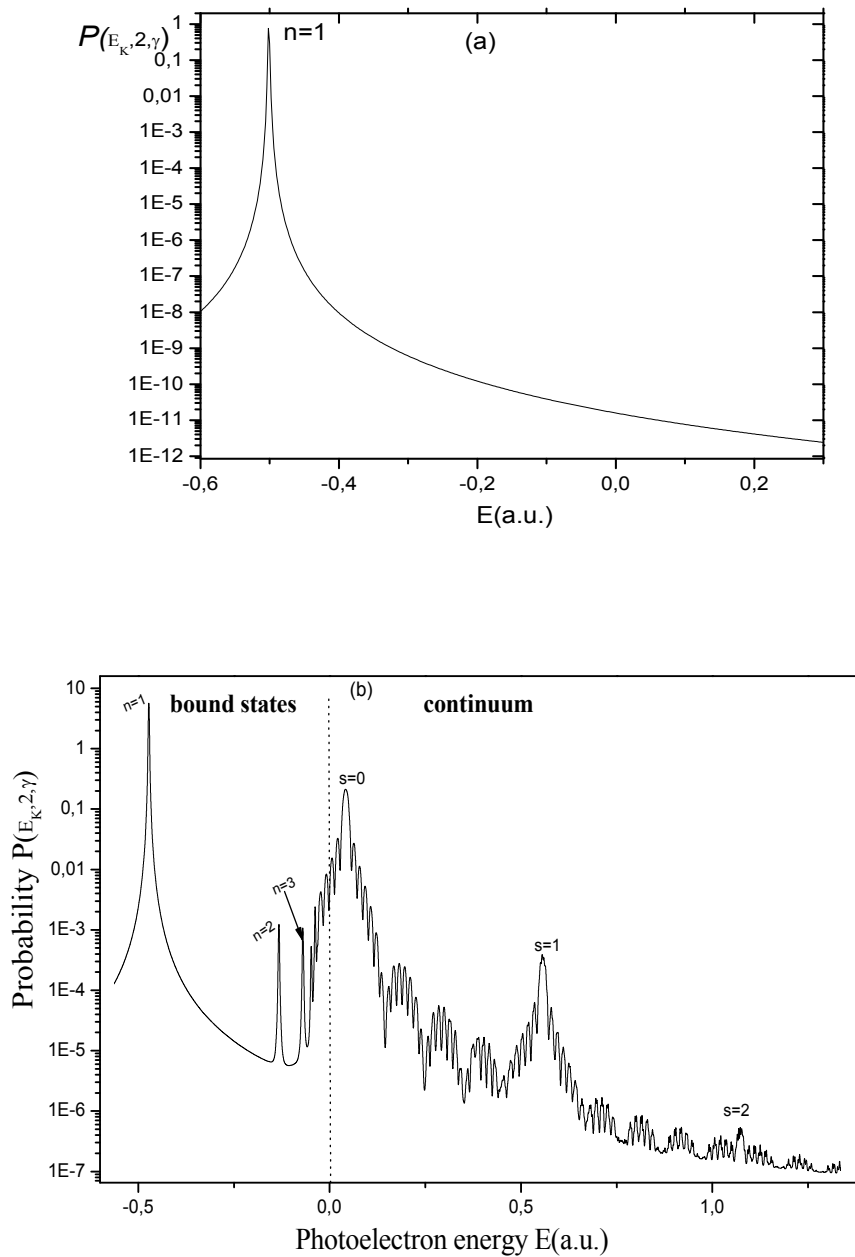 P(E_K,2,γ)
n=1
(a)
1
0,1
0,01
1E-3
1E-4
1E-5
1E-6
1E-7
1E-8
1E-9
1E-10
1E-11
1E-12
-0,6 -0,4 -0,2 0,0 0,2
E(a.u.)
(b)
10
n=1
bound states
continuum
1
s=0
0,1
0,01
n=3
1E-3
n=2
s=1
1E-4
1E-5
1E-6
s=2
1E-7
Probability P(E_K,2,γ)
-0,5 0,0 0,5 1,0
Photoelectron energy E(a.u.)